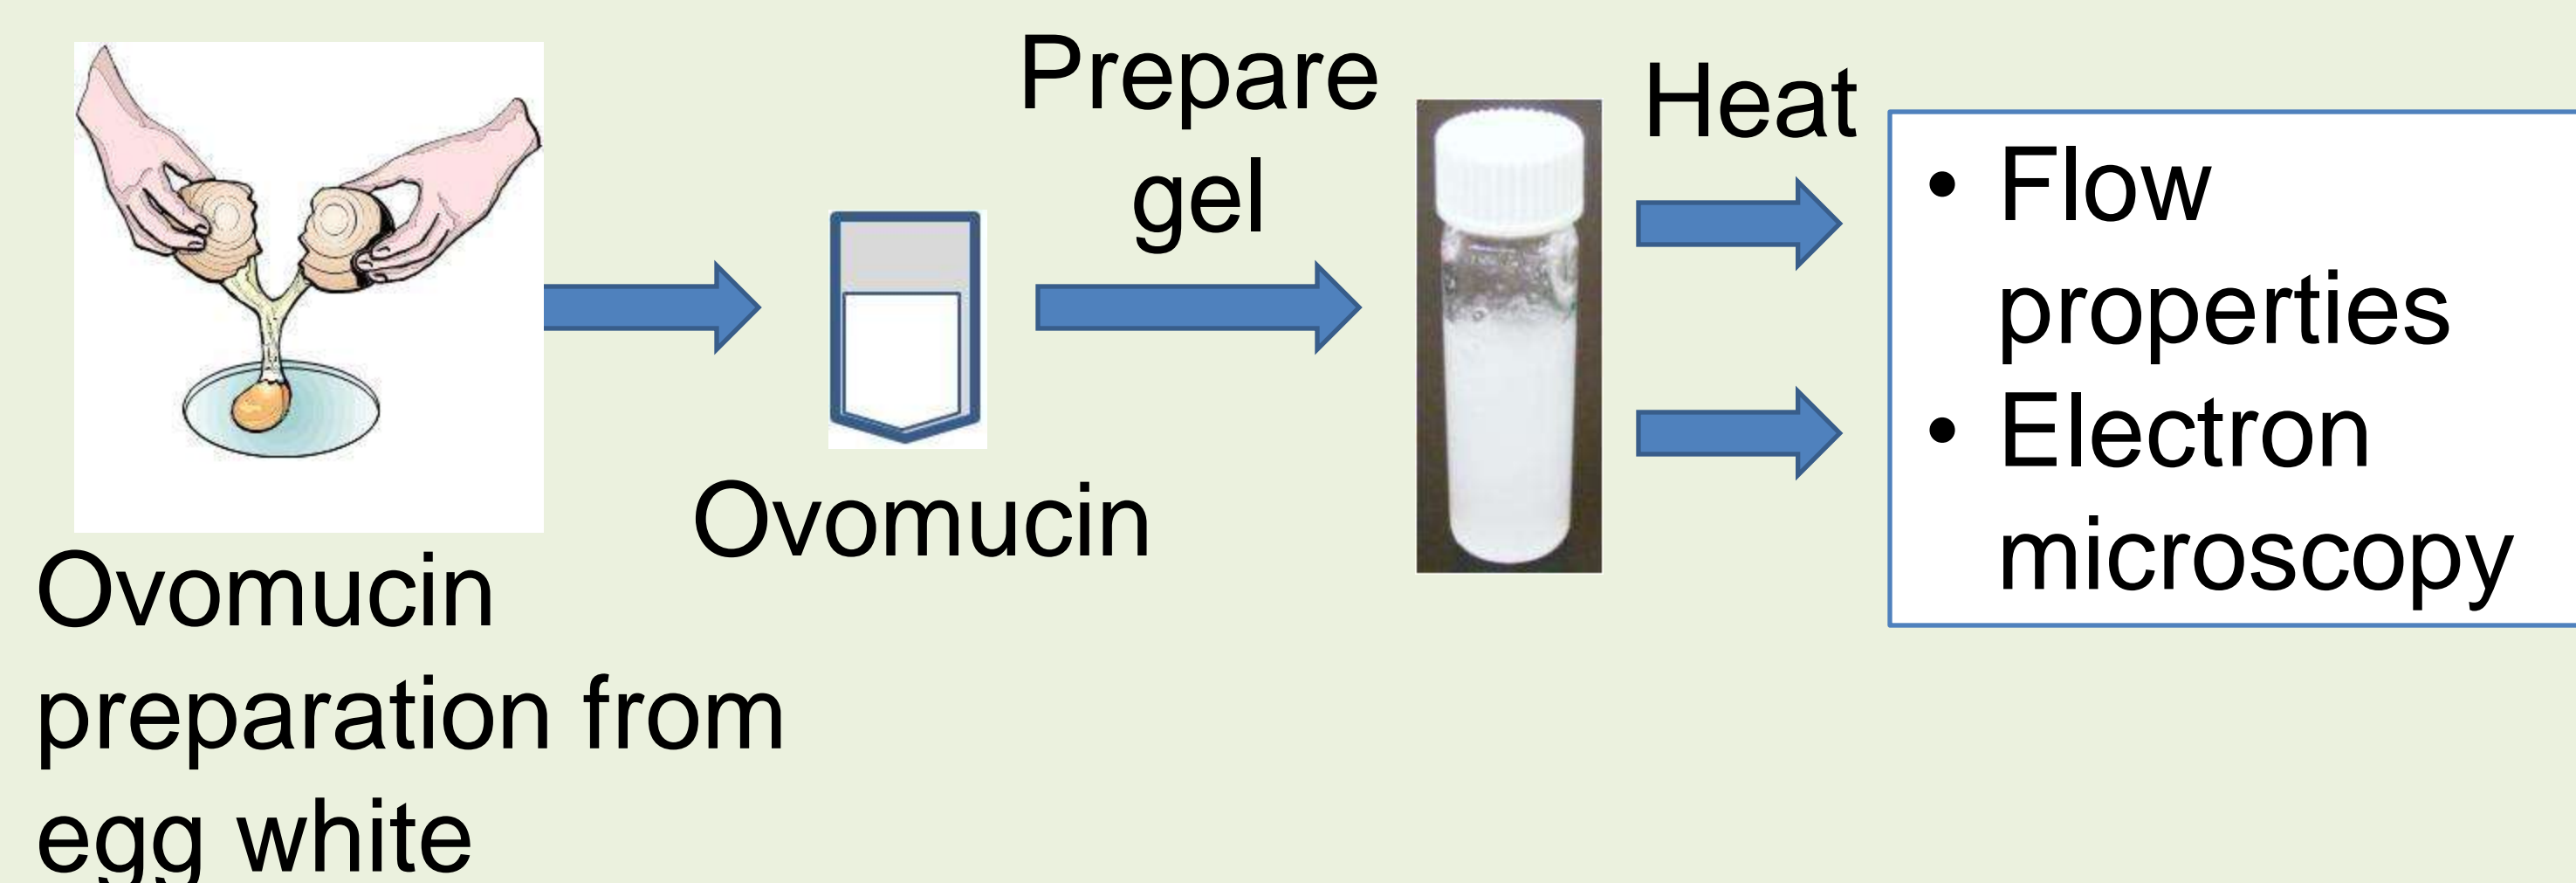 Prepare
gel
Heat
• Flow
properties
• Electron
microscopy
Ovomucin
Ovomucin
preparation from
egg white